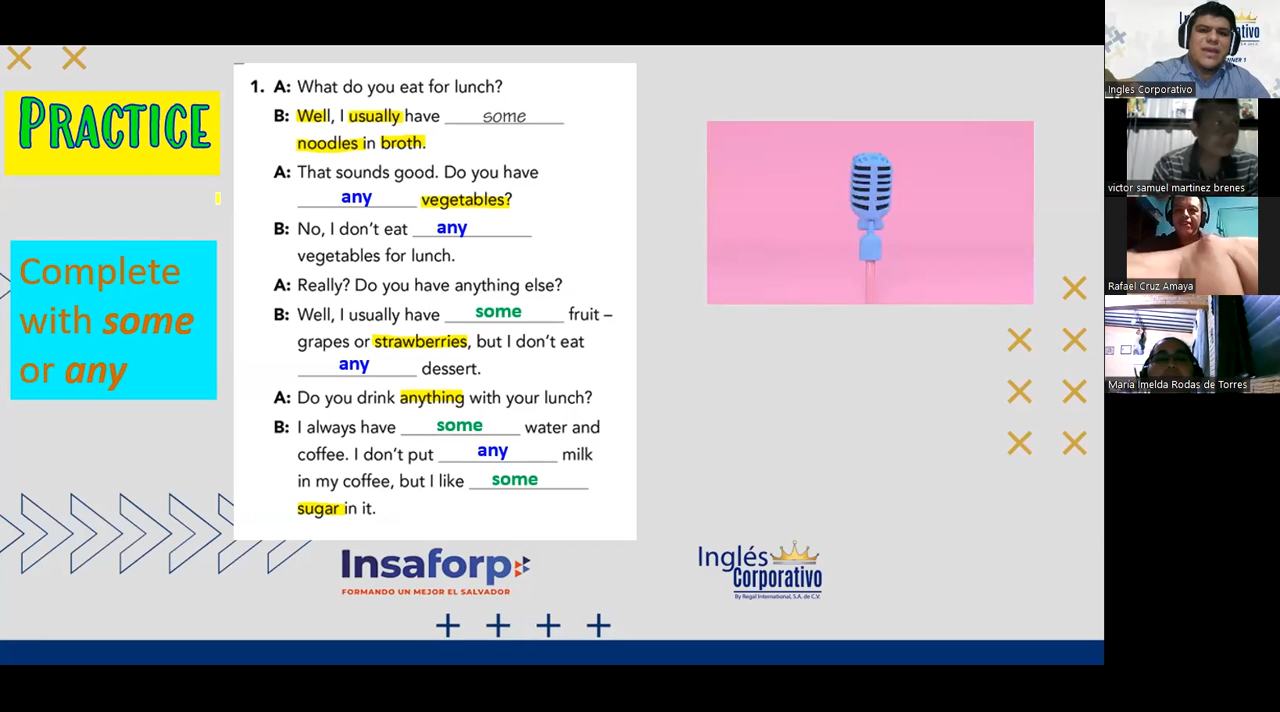 PRACTICE
Complete
with some
or any
1. A: What do you eat for lunch?
B: Well, I usually have some
noodles in broth.
A: That sounds good. Do you have
any vegetables?
B: No, I don't eat any
vegetables for lunch.
A: Really? Do you have anything else?
B: Well, I usually have some fruit –
grapes or strawberries, but I don't eat
any dessert.
A: Do you drink anything with your lunch?
B: I always have some water and
coffee. I don't put any milk
in my coffee, but I like some
sugar in it.
Insaforp
FORMANDO UN MEJOR EL SALVADOR
Inglés
Corporativo
By Regal International, S.A. de C.V.
Ingles Corporativo
victor samuel martinez brenes
Rafael Cruz Amaya
Maria Imelda Rodas de Torres